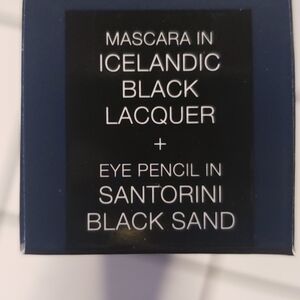 MASCARA IN
ICELANDIC
BLACK
LACQUER
+
EYE PENCIL IN
SANTORINI
BLACK SAND